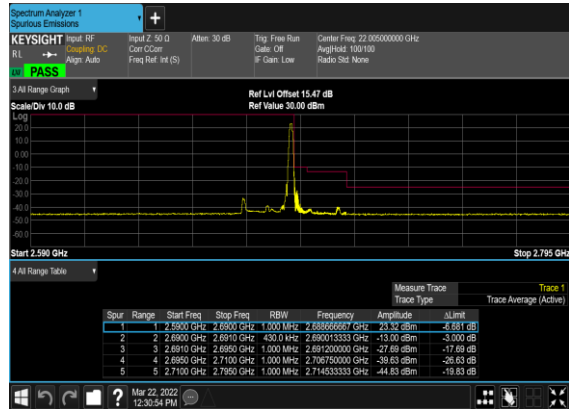 Spectrum Analyzer 1
Spurious Emissions
KEYSIGHT Input: RF Input Z: 50 Ω Atten: 30 dB Trig: Free Run Center Freq: 22.005000000 GHz
Coupling: DC Corr CCorr Gate: Off Avg|Hold: 100/100
RL Align: Auto Freq Ref: Int (S) IF Gain: Low Radio Std: None
PASS
3 All Range Graph
Ref Lvl Offset 15.47 dB
Scale/Div 10.0 dB Ref Value 30.00 dBm
Log
20.0
10.0
0.00
-10.0
-20.0
-30.0
-40.0
-50.0
-60.0
Start 2.590 GHz Stop 2.795 GHz
4 All Range Table
Measure Trace Trace 1
Trace Type Trace Average (Active)
Spur Range Start Freq Stop Freq RBW Frequency Amplitude ΔLimit
1 1 2.5900 GHz 2.6900 GHz 1.000 MHz 2.688666667 GHz 23.32 dBm -6.681 dB
2 2 2.6900 GHz 2.6910 GHz 430.0 kHz 2.690013333 GHz -13.00 dBm -3.000 dB
3 3 2.6910 GHz 2.6950 GHz 1.000 MHz 2.691200000 GHz -27.69 dBm -17.69 dB
4 4 2.6950 GHz 2.7100 GHz 1.000 MHz 2.706750000 GHz -39.63 dBm -26.63 dB
5 5 2.7100 GHz 2.7950 GHz 1.000 MHz 2.714533333 GHz -44.83 dBm -19.83 dB
Mar 22, 2022
12:30:54 PM